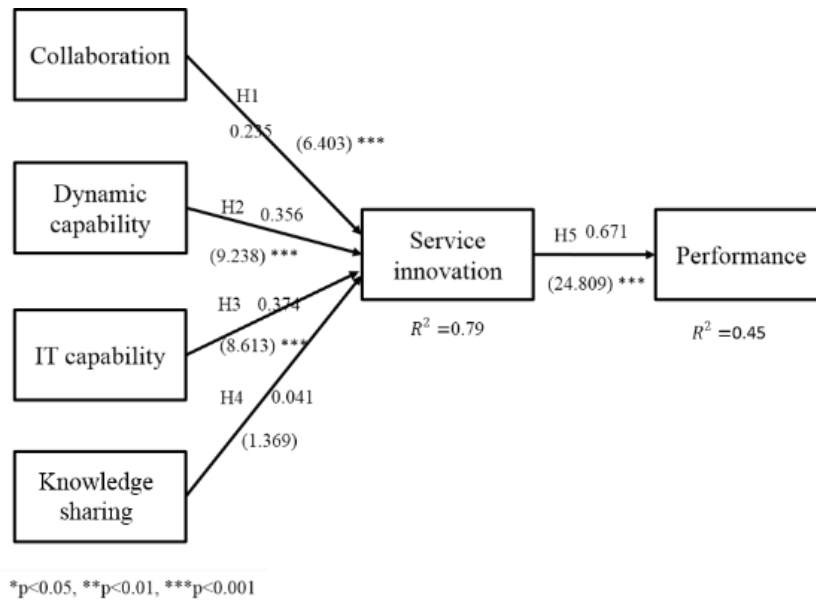 Collaboration
H1
0.235
(6.403) ***
Dynamic
capability
H2 0.356
(9.238) ***
Service
innovation
H5 0.671
(24.809) ***
Performance
R² =0.79
R² =0.45
IT capability
H3 0.374
(8.613) ***
H4 0.041
(1.369)
Knowledge
sharing
*p<0.05, **p<0.01, ***p<0.001